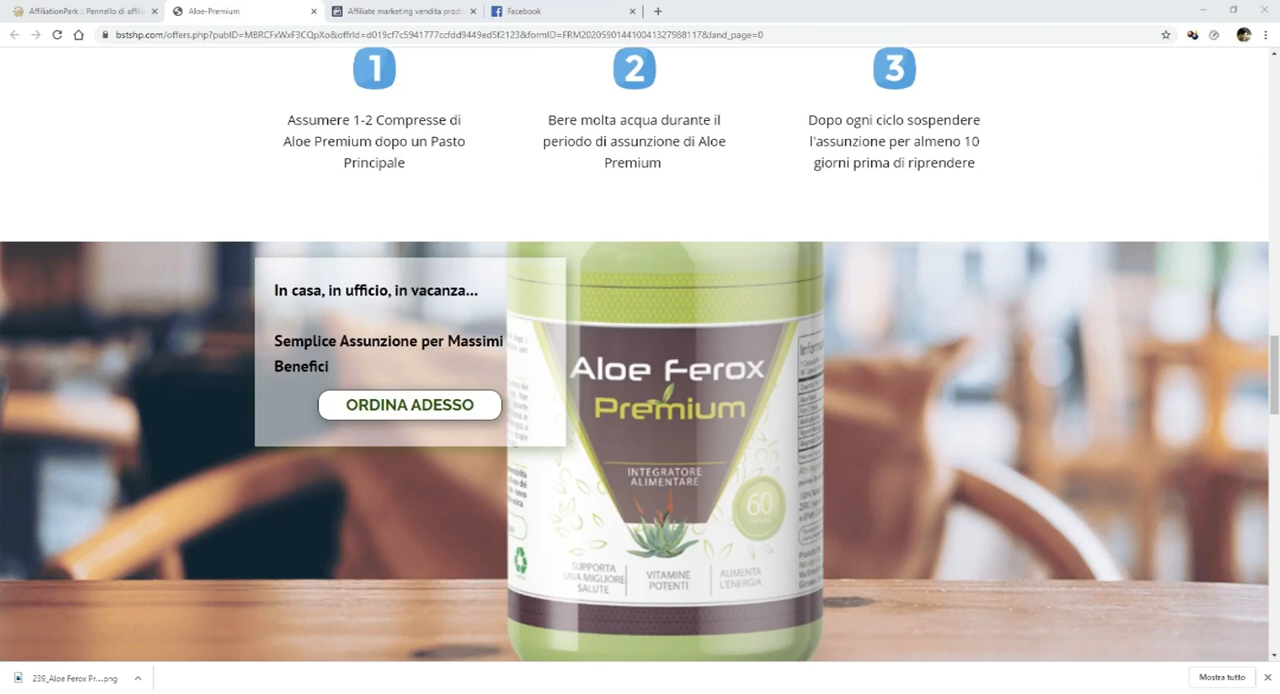 AffiliationPark :: Pannello di affili
Aloe-Premium
Affiliate marketing vendita prod
Facebook
bstshp.com/offers.php?pubID=MBRCFxWxF3CQpXo&offrId=d019cf7c5941777ccfdd9449ed5f2123&formID=FRM2020590144100413279881​17&land_page=0
1
2
3
Assumere 1-2 Compresse di
Aloe Premium dopo un Pasto
Principale
Bere molta acqua durante il
periodo di assunzione di Aloe
Premium
Dopo ogni ciclo sospendere
l'assunzione per almeno 10
giorni prima di riprendere
In casa, in ufficio, in vacanza...
Semplice Assunzione per Massimi
Benefici
ORDINA ADESSO
Aloe Ferox
Premium
INTEGRATORE
ALIMENTARE
60
SUPPORTA
UNA MIGLIORE
SALUTE
VITAMINE
POTENTI
AUMENTA
L'ENERGIA
239_Aloe Ferox Pr....png
Mostra tutto